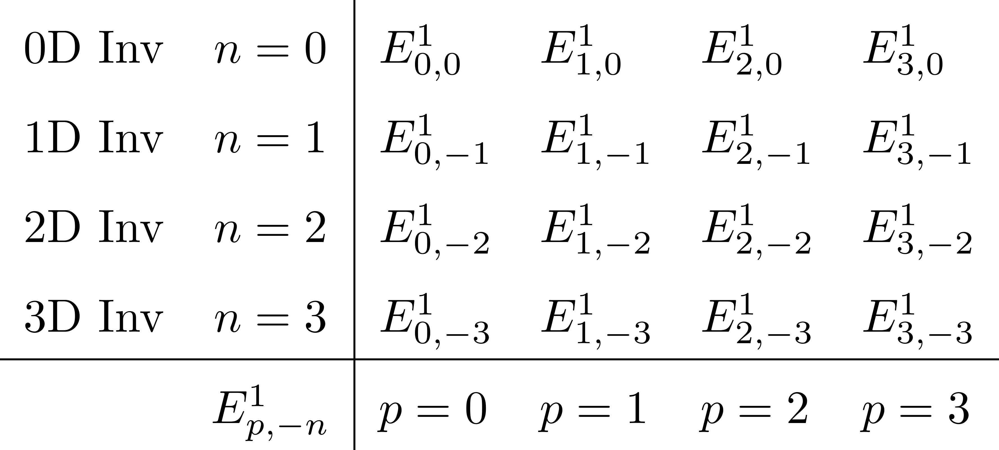 0D Inv n = 0 E^1_{0,0} E^1_{1,0} E^1_{2,0} E^1_{3,0}
1D Inv n = 1 E^1_{0,−1} E^1_{1,−1} E^1_{2,−1} E^1_{3,−1}
2D Inv n = 2 E^1_{0,−2} E^1_{1,−2} E^1_{2,−2} E^1_{3,−2}
3D Inv n = 3 E^1_{0,−3} E^1_{1,−3} E^1_{2,−3} E^1_{3,−3}
E^1_{p,−n} p = 0 p = 1 p = 2 p = 3